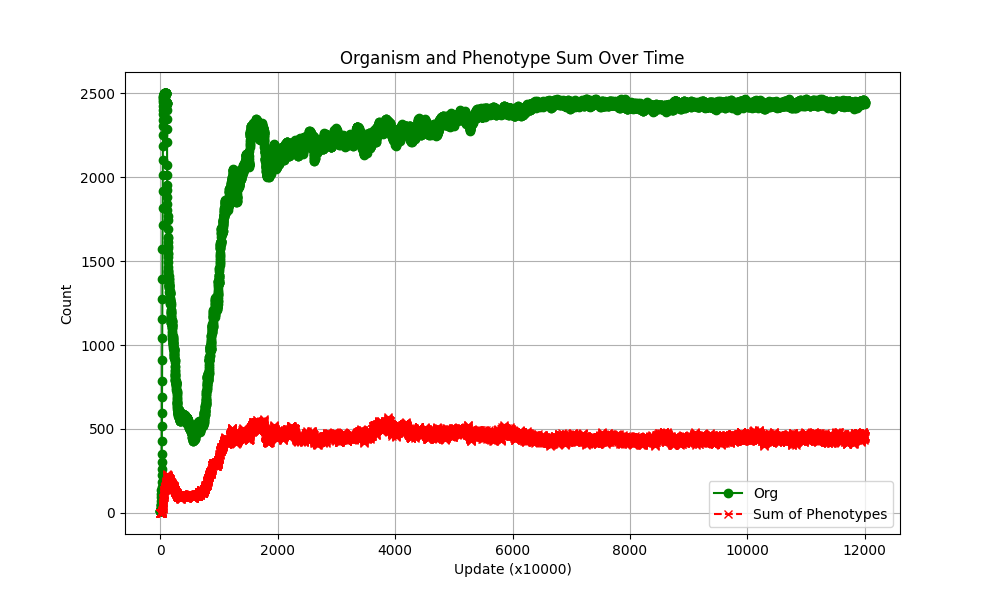 Organism and Phenotype Sum Over Time
2500
2000
1500
1000
500
0
Count
0 2000 4000 6000 8000 10000 12000
Update (x10000)
Org
Sum of Phenotypes